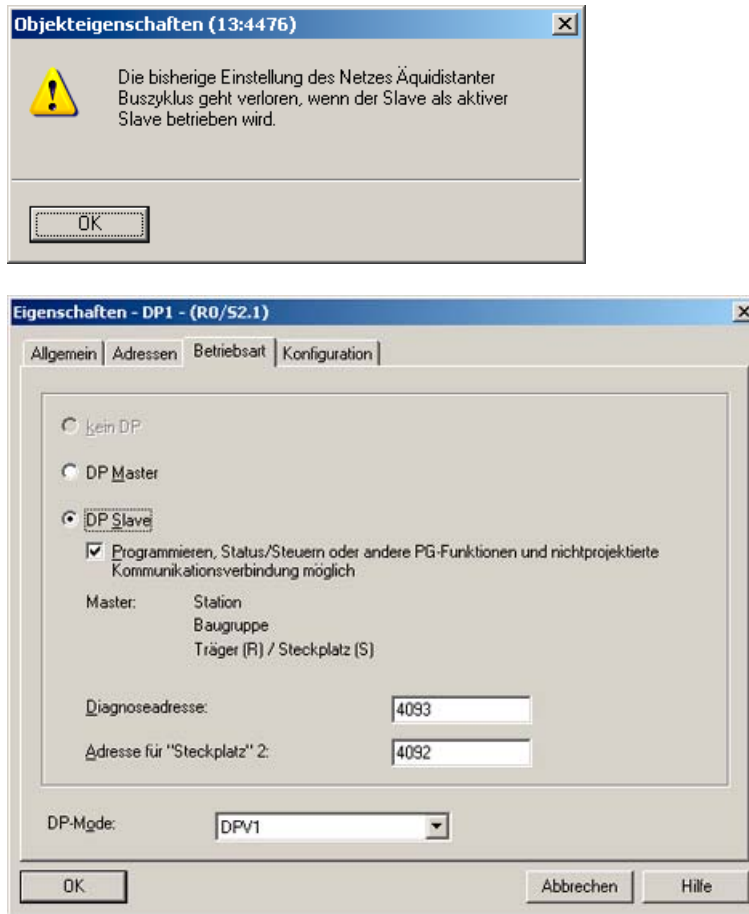 Objekteigenschaften (13:4476)
Die bisherige Einstellung des Netzes Äquidistanter
Buszyklus geht verloren, wenn der Slave als aktiver
Slave betrieben wird.
OK
Eigenschaften - DP1 - (R0/S2.1)
Allgemein Adressen Betriebsart Konfiguration
kein DP
DP Master
DP Slave
Programmieren, Status/Steuern oder andere PG-Funktionen und nichtprojektierte
Kommunikationsverbindung möglich
Master: Station
Baugruppe
Träger (R) / Steckplatz (S)
Diagnoseadresse: 4093
Adresse für "Steckplatz" 2: 4092
DP-Mode: DPV1
OK Abbrechen Hilfe